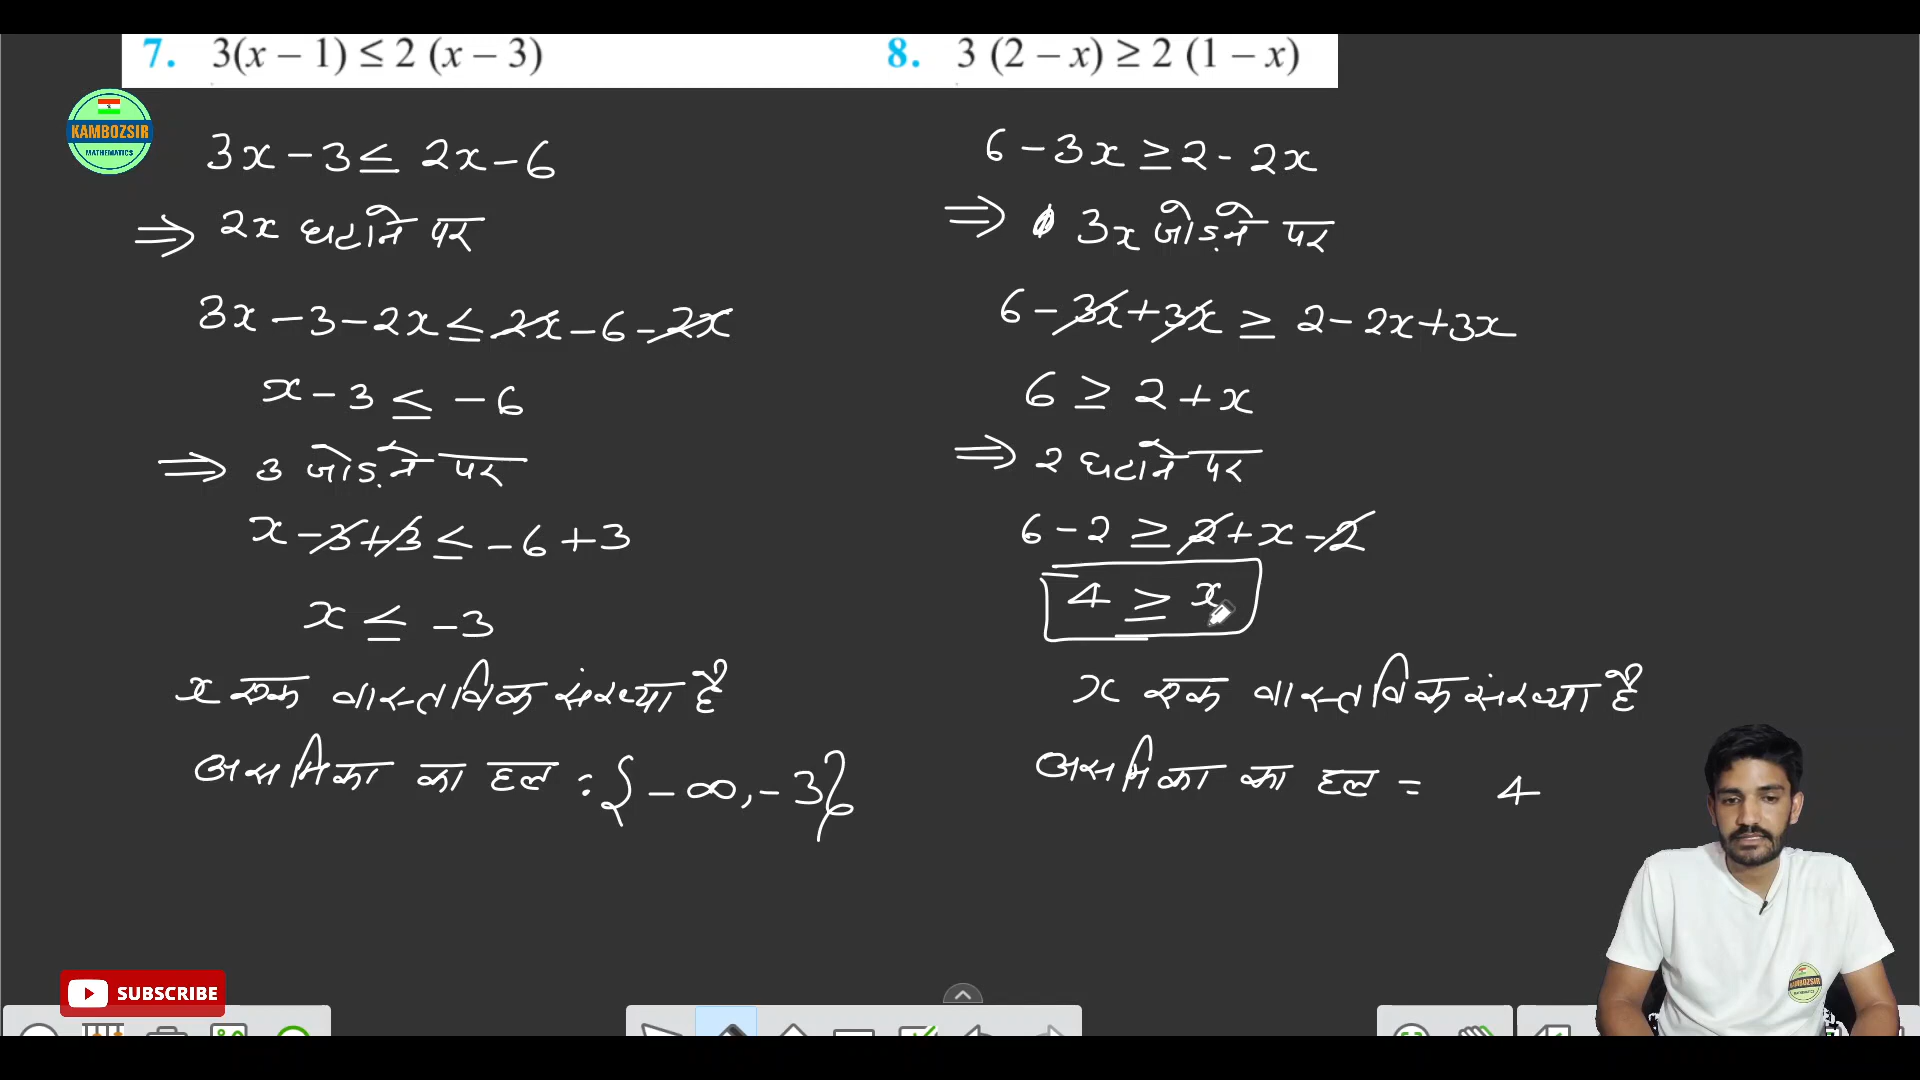 7. 3(x – 1) ≤ 2 (x – 3)
8. 3 (2 – x) ≥ 2 (1 – x)
KAMBOZSIR
MATHEMATICS
3x - 3 ≤ 2x - 6
⇒ 2x घटाने पर
3x - 3 - 2x ≤ 2x - 6 - 2x
x - 3 ≤ - 6
⇒ 3 जोड़ने पर
x - 3 + 3 ≤ - 6 + 3
x ≤ - 3
x एक वास्तविक संख्या है
असमिका का हल = { - ∞, - 3}
6 - 3x ≥ 2 - 2x
⇒ 3x जोड़ने पर
6 - 3x + 3x ≥ 2 - 2x + 3x
6 ≥ 2 + x
⇒ 2 घटाने पर
6 - 2 ≥ 2 + x - 2
4 ≥ x
x एक वास्तविक संख्या है
असमिका का हल = 4
SUBSCRIBE